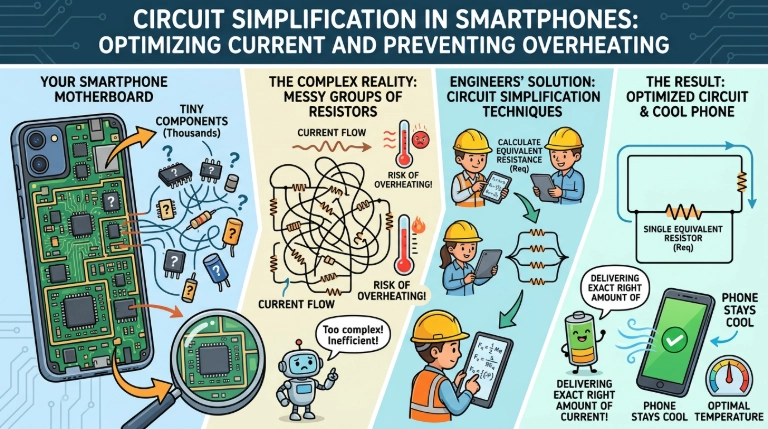 CIRCUIT SIMPLIFICATION IN SMARTPHONES:
OPTIMIZING CURRENT AND PREVENTING OVERHEATING
YOUR SMARTPHONE
MOTHERBOARD
TINY
COMPONENTS
(Thousands)
?
?
?
?
?
?
?
?
?
THE COMPLEX REALITY:
MESSY GROUPS OF
RESISTORS
CURRENT FLOW
RISK OF
OVERHEATING!
CURRENT FLOW
RISK OF
OVERHEATING!
Too complex!
Inefficient!
ENGINEERS' SOLUTION:
CIRCUIT SIMPLIFICATION
TECHNIQUES
CALCULATE
EQUIVALENT
RESISTANCE
(Req)
THE RESULT:
OPTIMIZED CIRCUIT
& COOL PHONE
SINGLE EQUIVALENT
RESISTOR
(Req)
DELIVERING
EXACT RIGHT
AMOUNT OF
PHONE
STAYS
COOL
DELIVERING
EXACT RIGHT
AMOUNT OF
CURRENT!
PHONE
STAYS COOL
OPTIMAL
TEMPERATURE